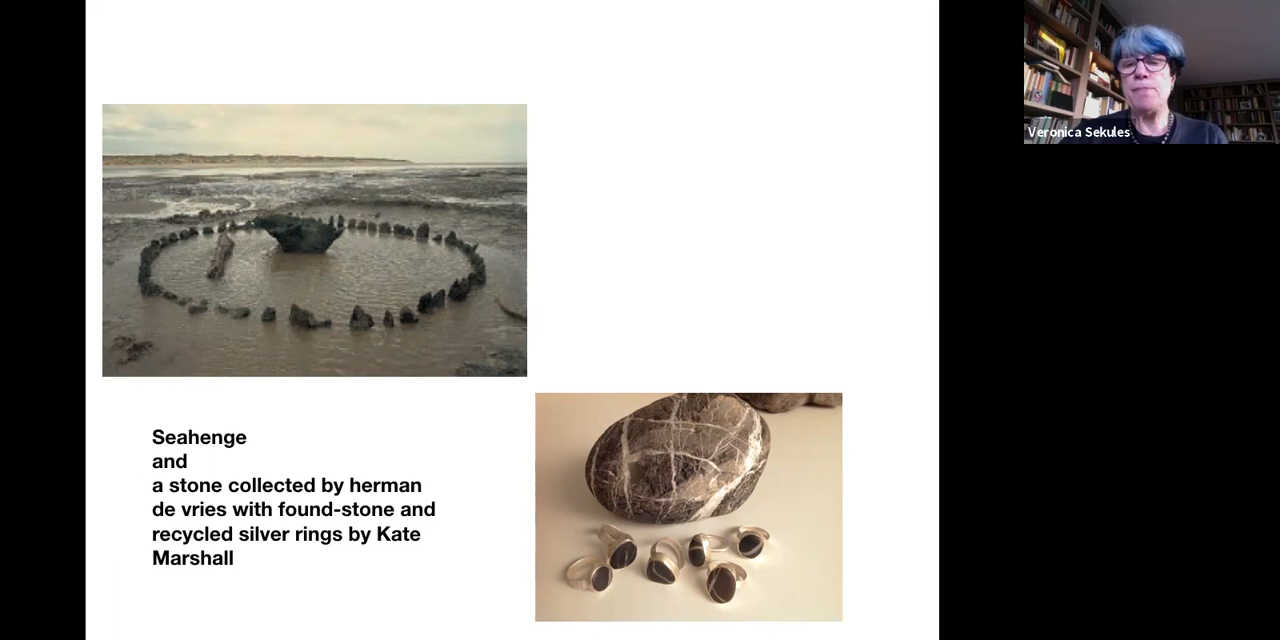 Veronica Sekules
Seahenge
and
a stone collected by herman
de vries with found-stone and
recycled silver rings by Kate
Marshall